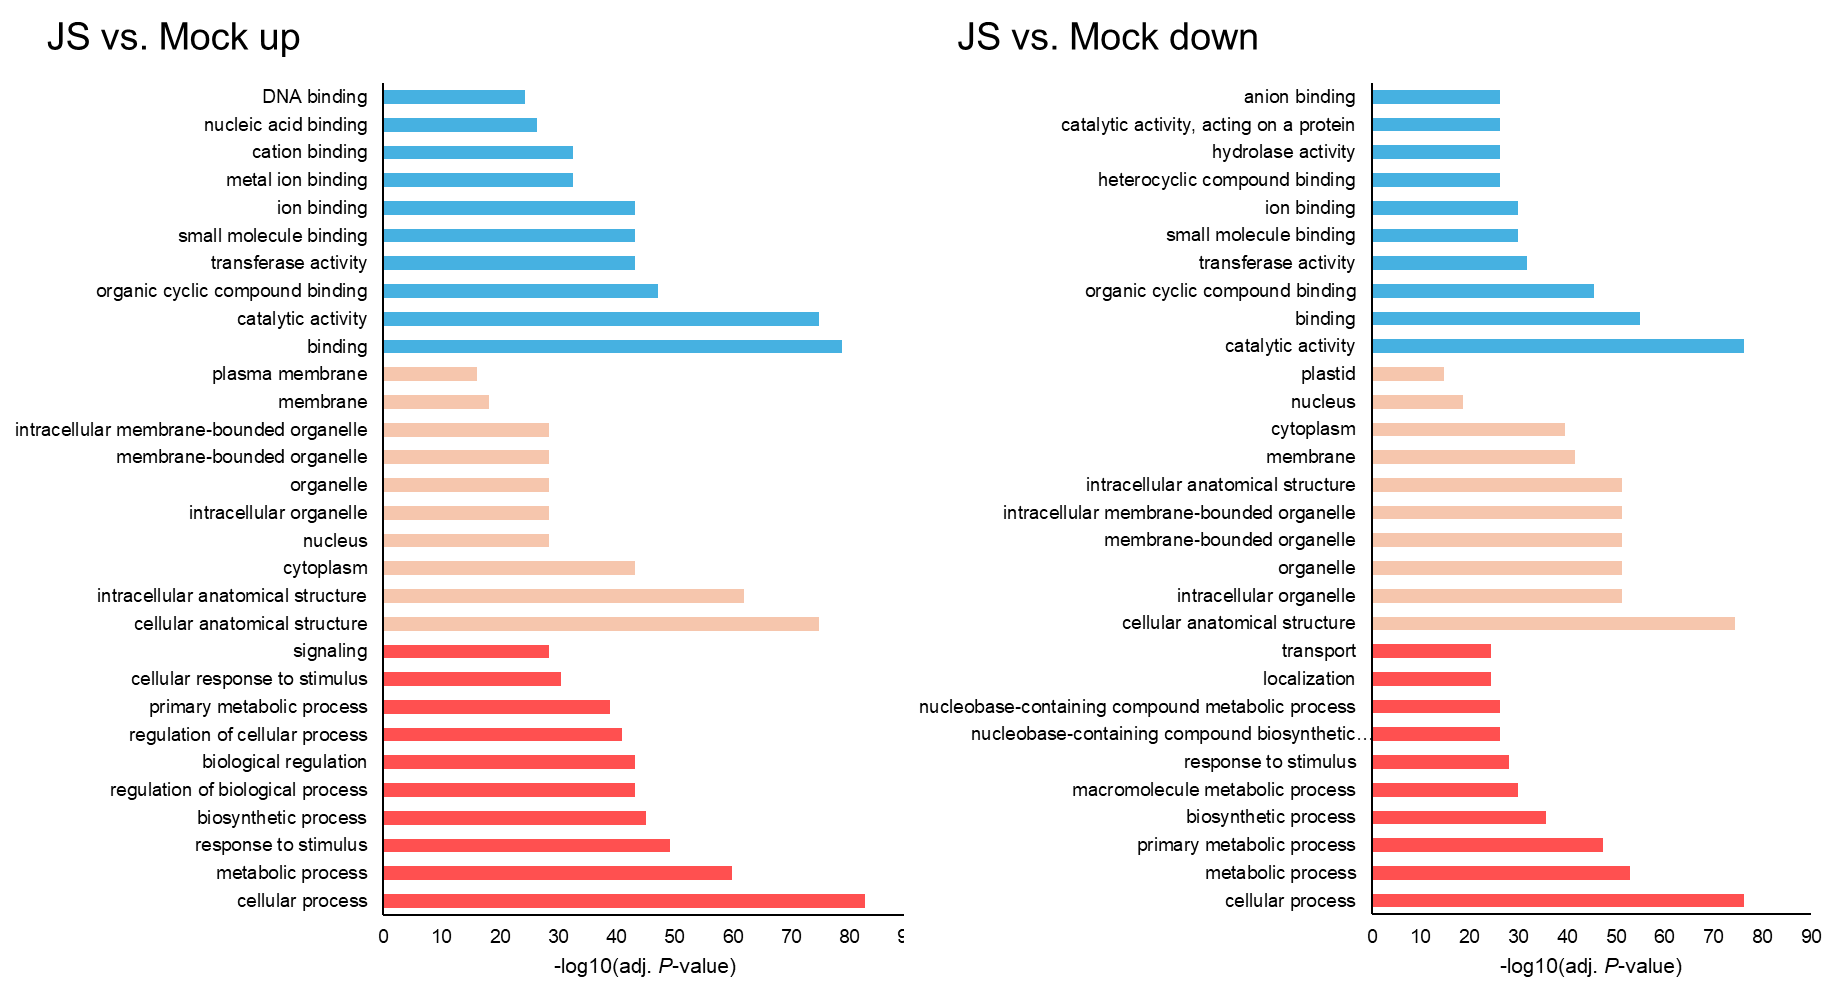 JS vs. Mock up
DNA binding
nucleic acid binding
cation binding
metal ion binding
ion binding
small molecule binding
transferase activity
organic cyclic compound binding
catalytic activity
binding
plasma membrane
membrane
intracellular membrane-bounded organelle
membrane-bounded organelle
organelle
intracellular organelle
nucleus
cytoplasm
intracellular anatomical structure
cellular anatomical structure
signaling
cellular response to stimulus
primary metabolic process
regulation of cellular process
biological regulation
regulation of biological process
biosynthetic process
response to stimulus
metabolic process
cellular process
0 10 20 30 40 50 60 70 80
-log10(adj. P-value)
JS vs. Mock down
anion binding
catalytic activity, acting on a protein
hydrolase activity
heterocyclic compound binding
ion binding
small molecule binding
transferase activity
organic cyclic compound binding
binding
catalytic activity
plastid
nucleus
cytoplasm
membrane
intracellular anatomical structure
intracellular membrane-bounded organelle
membrane-bounded organelle
organelle
intracellular organelle
cellular anatomical structure
transport
localization
nucleobase-containing compound metabolic process
nucleobase-containing compound biosynthetic…
response to stimulus
macromolecule metabolic process
biosynthetic process
primary metabolic process
metabolic process
cellular process
0 10 20 30 40 50 60 70 80 90
-log10(adj. P-value)